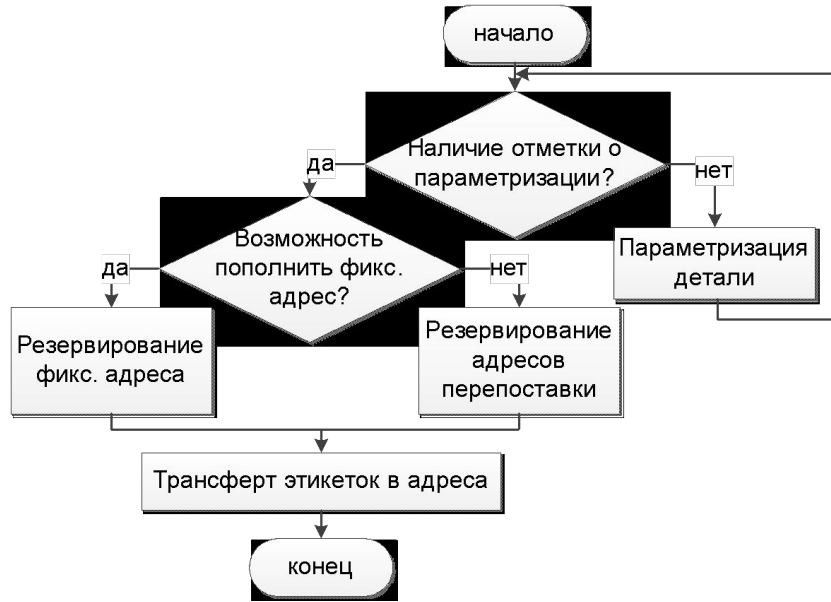 начало
Наличие отметки о
параметризации?
да
нет
Возможность
пополнить фикс.
адрес?
Параметризация
детали
да
нет
Резервирование
фикс. адреса
Резервирование
адресов
перепоставки
Трансферт этикеток в адреса
конец